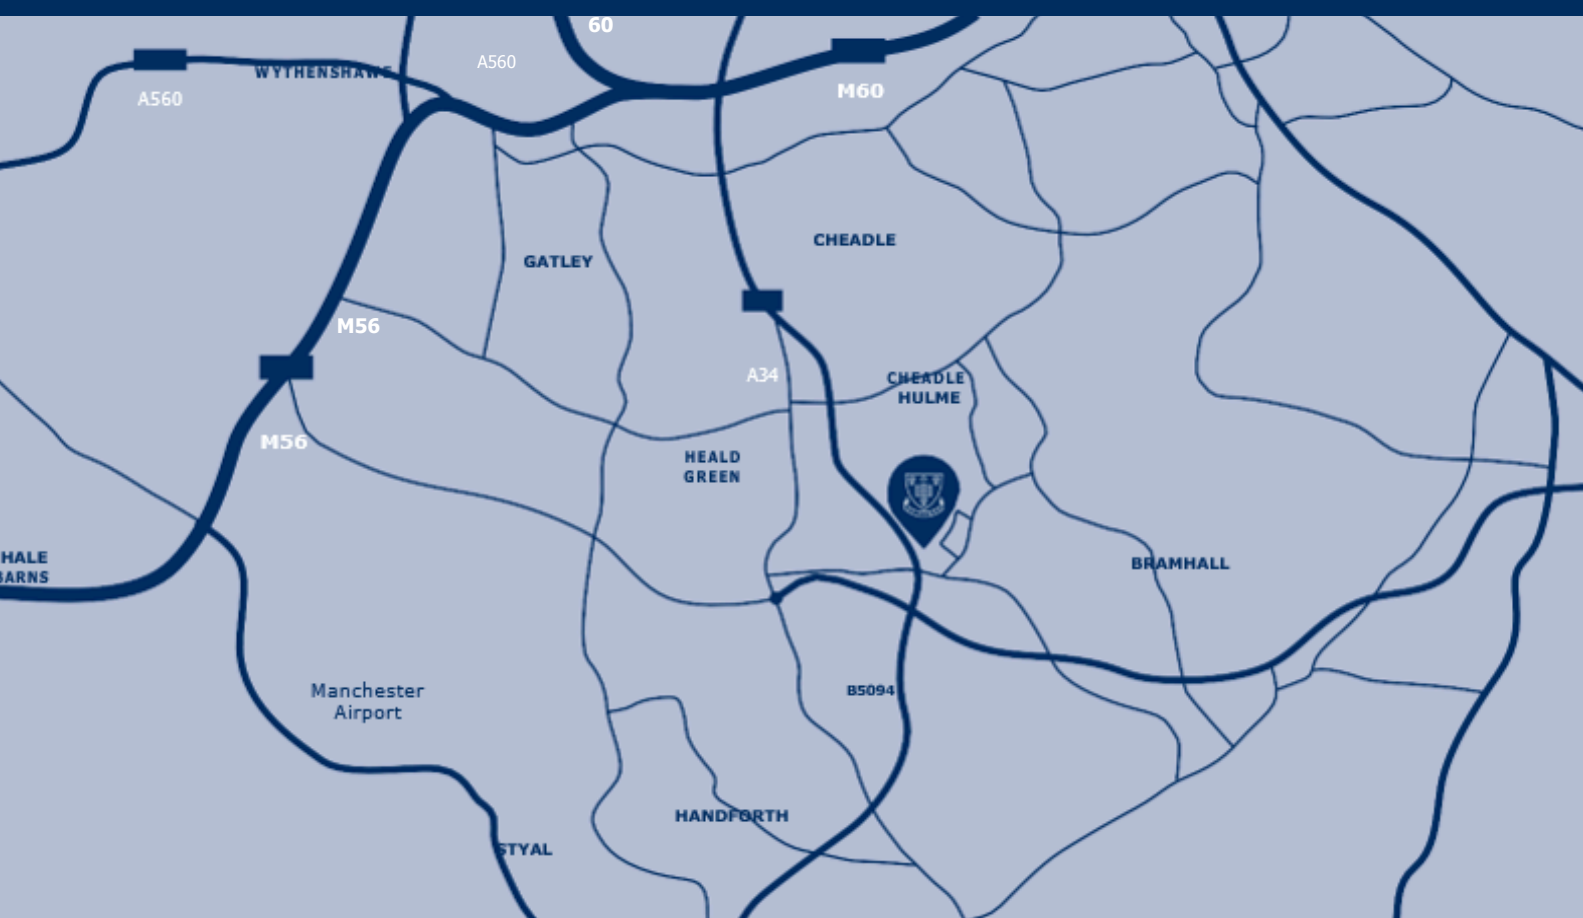 60
A560
WYTHENSHAWE
A560
M60
CHEADLE
GATLEY
M56
A34
CHEADLE
HULME
M56
HEALD
GREEN
HALE
BARNS
BRAMHALL
Manchester
Airport
B5094
HANDFORTH
STYAL